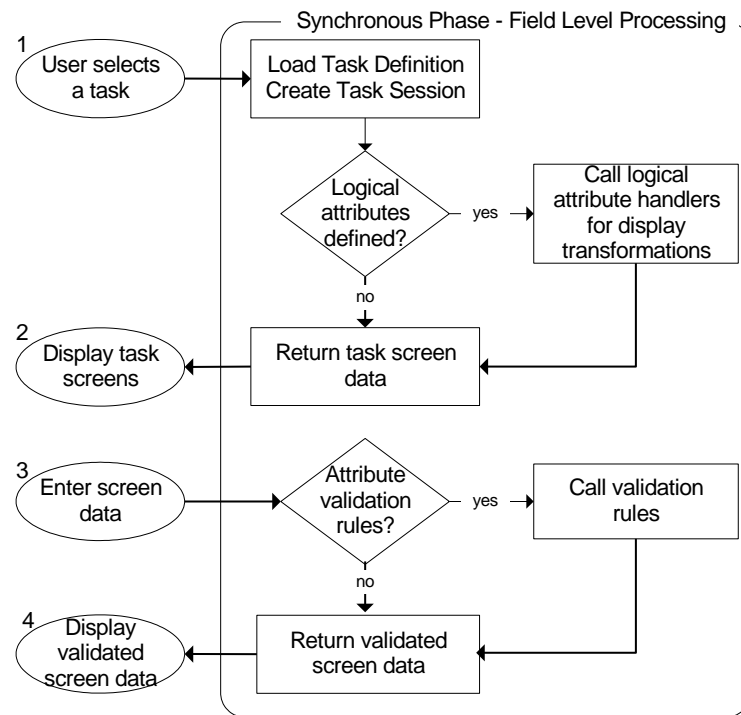 Synchronous Phase - Field Level Processing
1
User selects
a task
Load Task Definition
Create Task Session
Logical
attributes
defined?
yes
Call logical
attribute handlers
for display
transformations
no
2
Display task
screens
Return task screen
data
3
Enter screen
data
Attribute
validation
rules?
yes
Call validation
rules
no
4
Display
validated
screen data
Return validated
screen data